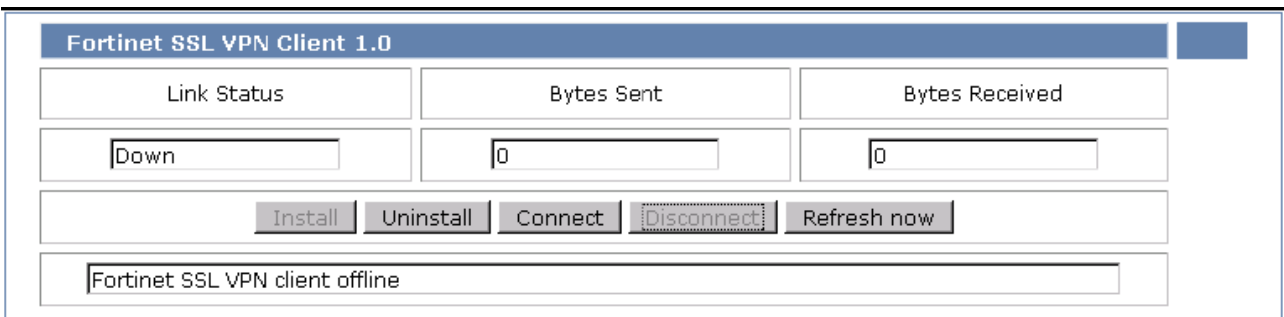 Fortinet SSL VPN Client 1.0
Link Status Bytes Sent Bytes Received
Down 0 0
Install Uninstall Connect Disconnect Refresh now
Fortinet SSL VPN client offline